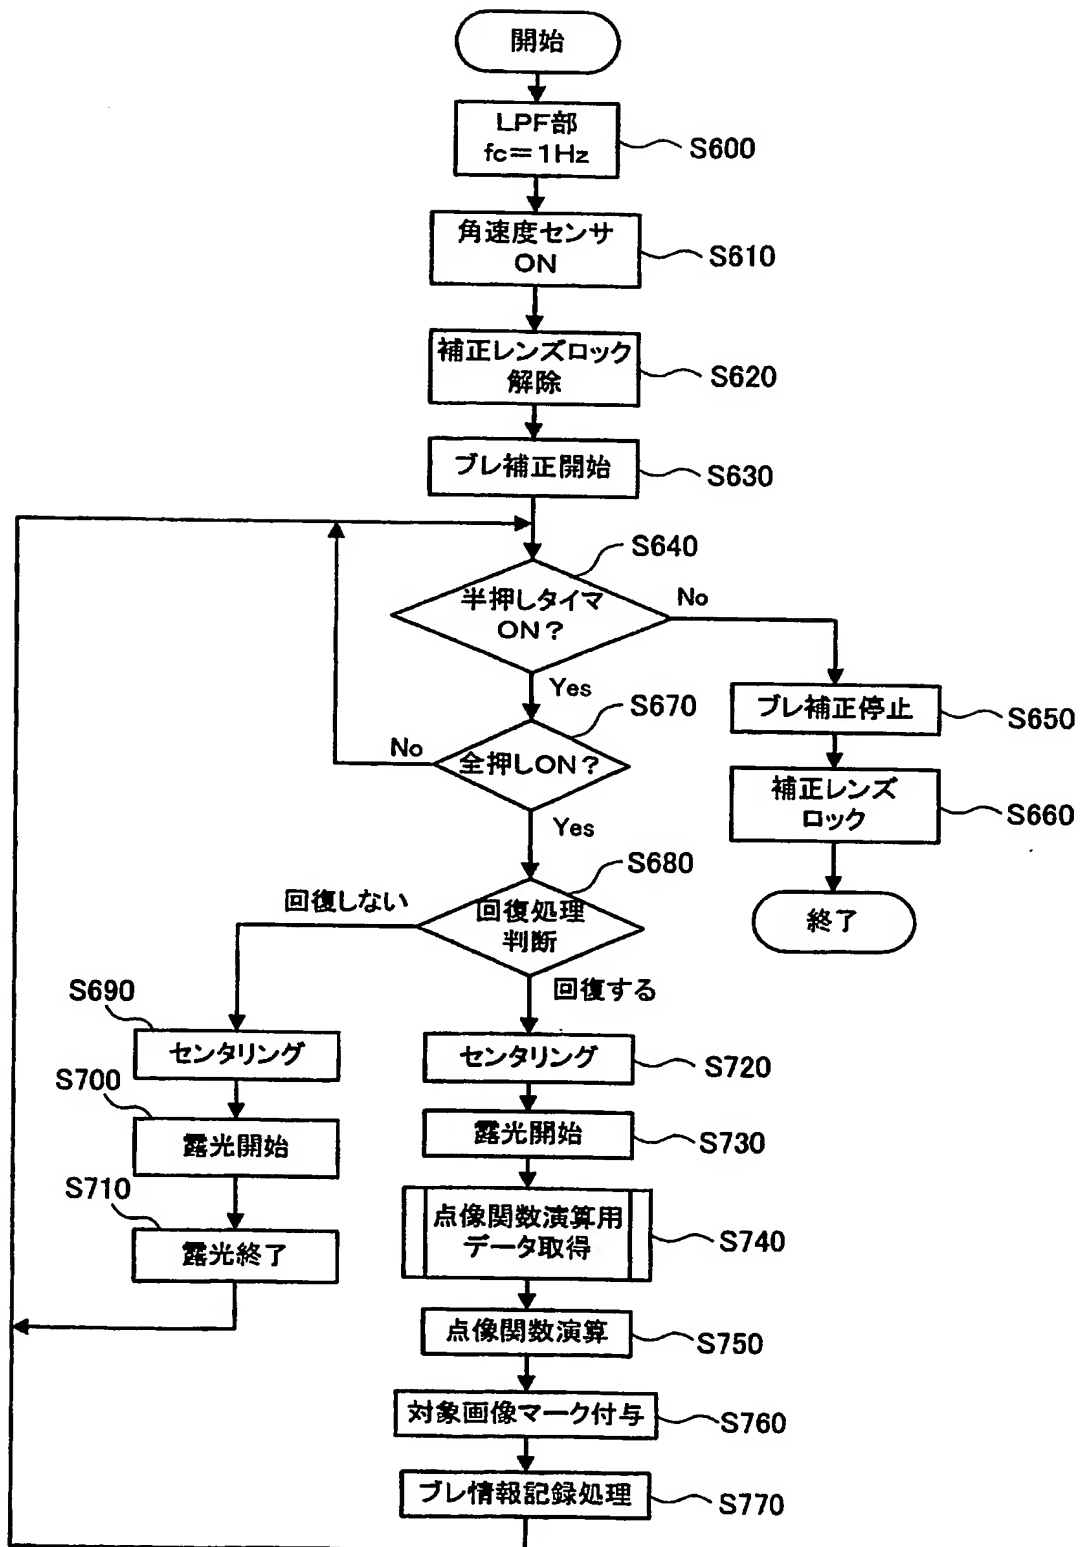 開始
LPF部
fc=1Hz
S600
角速度センサ
ON
S610
補正レンズロック
解除
S620
ブレ補正開始
S630
S640
半押しタイマ
ON?
No
Yes
ブレ補正停止
S650
S670
No
全押しON?
Yes
補正レンズ
ロック
S660
終了
S680
回復しない
回復処理
判断
回復する
S690
センタリング
S700
露光開始
S710
露光終了
センタリング
S720
露光開始
S730
点像関数演算用
データ取得
S740
点像関数演算
S750
対象画像マーク付与
S760
ブレ情報記録処理
S770